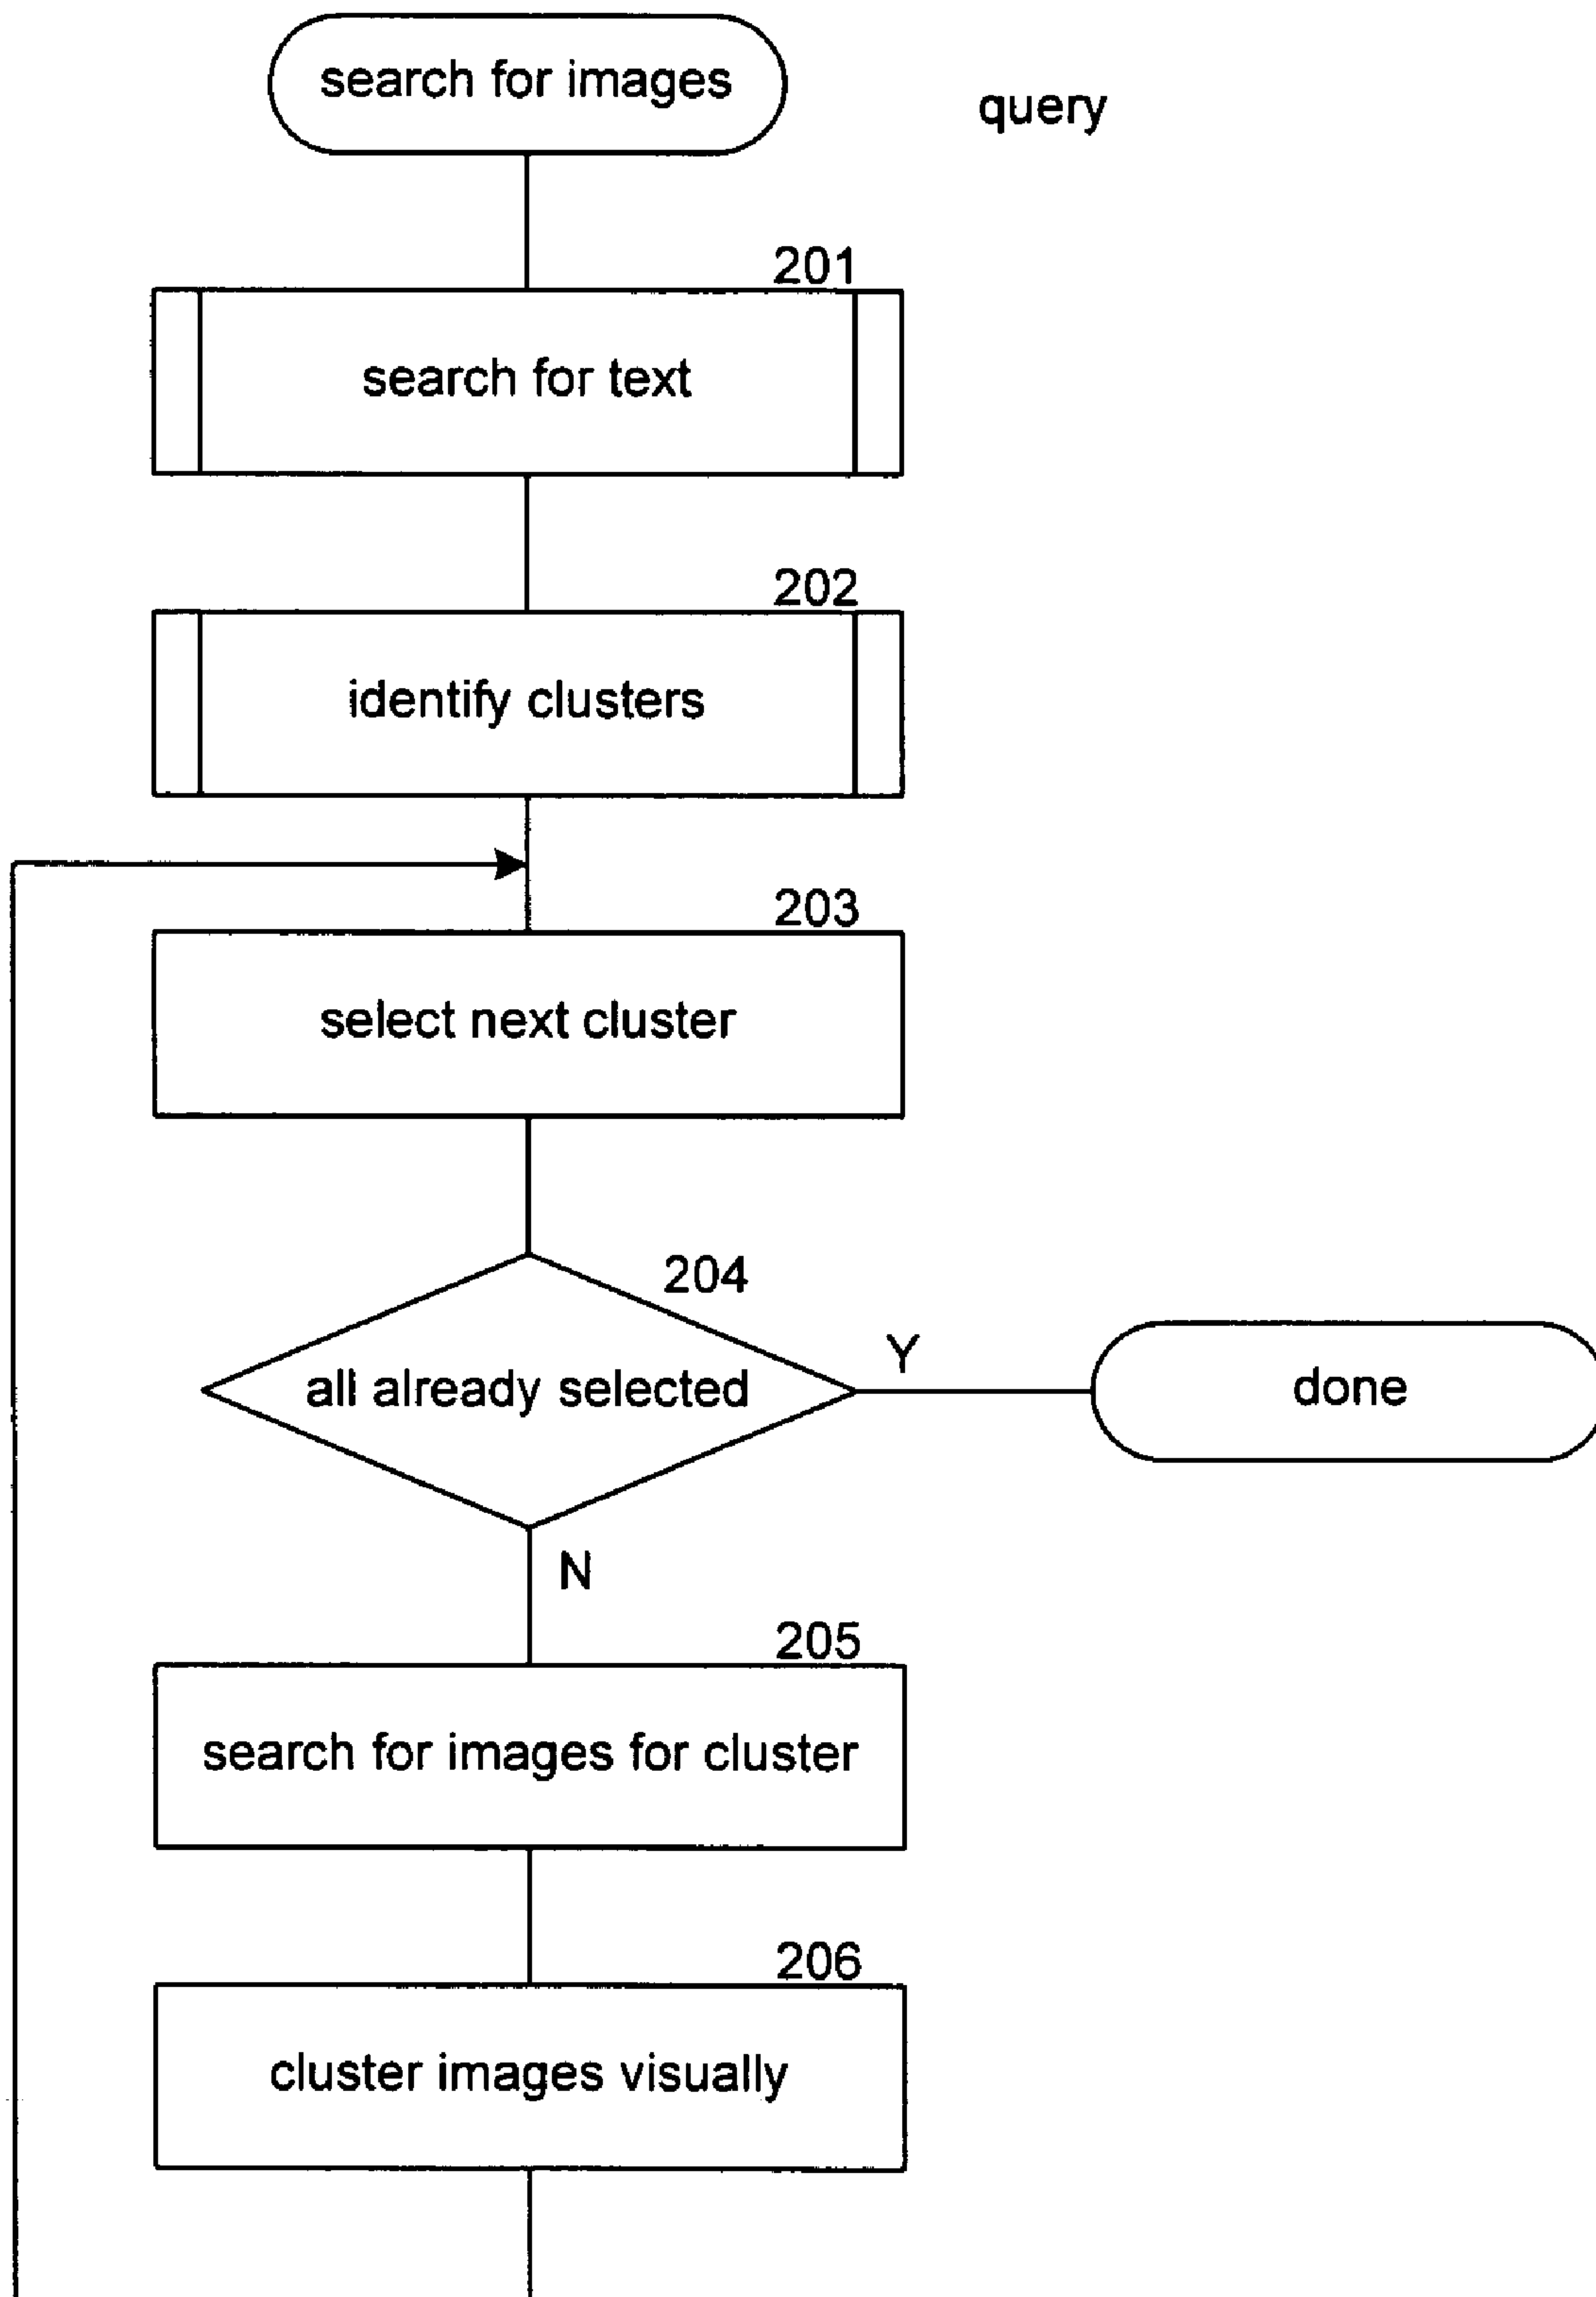 search for images
query
201
search for text
202
identify clusters
203
select next cluster
204
all already selected
Y
done
N
205
search for images for cluster
206
cluster images visually